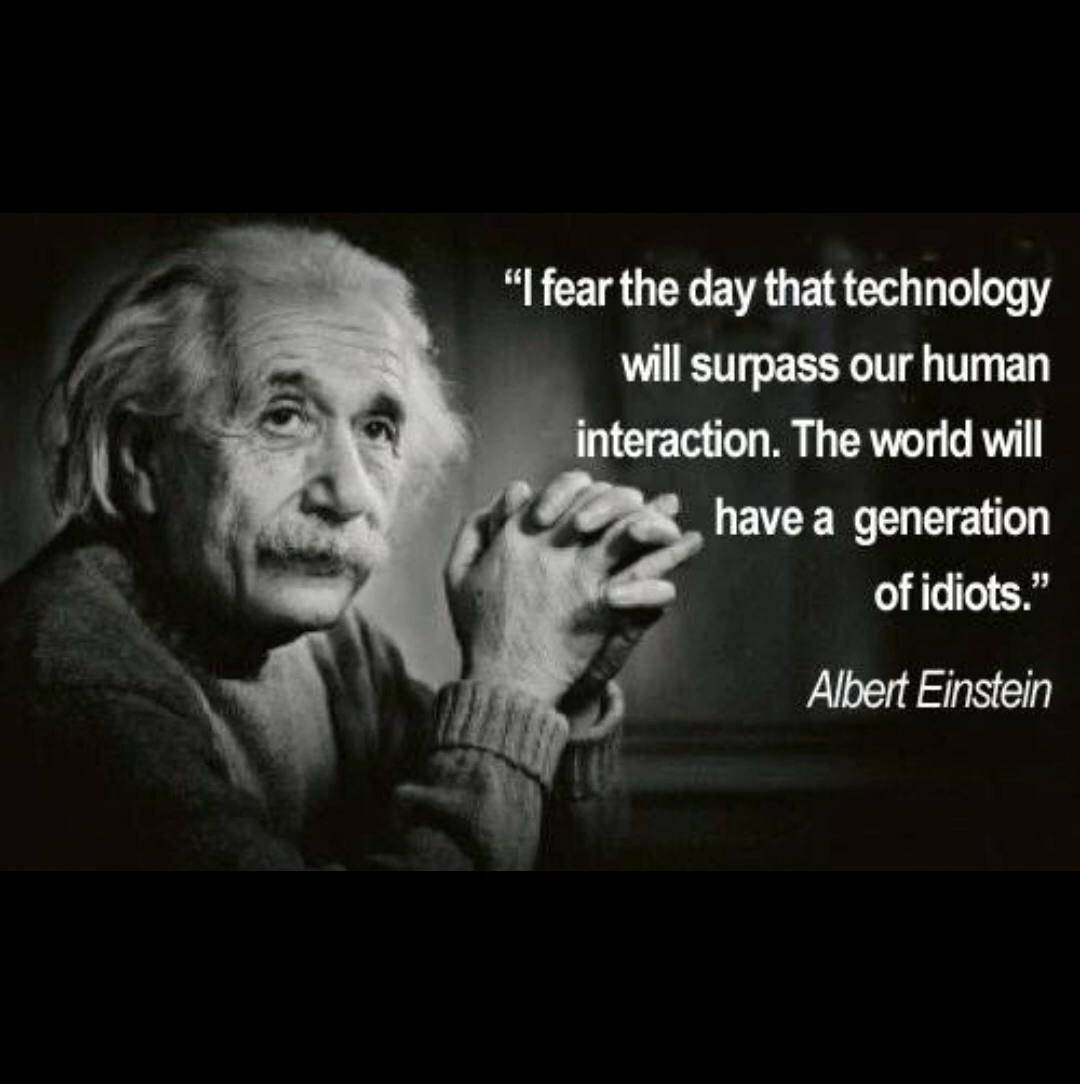 “I fear the day that technology
will surpass our human
interaction. The world will
have a generation
of idiots.”
Albert Einstein